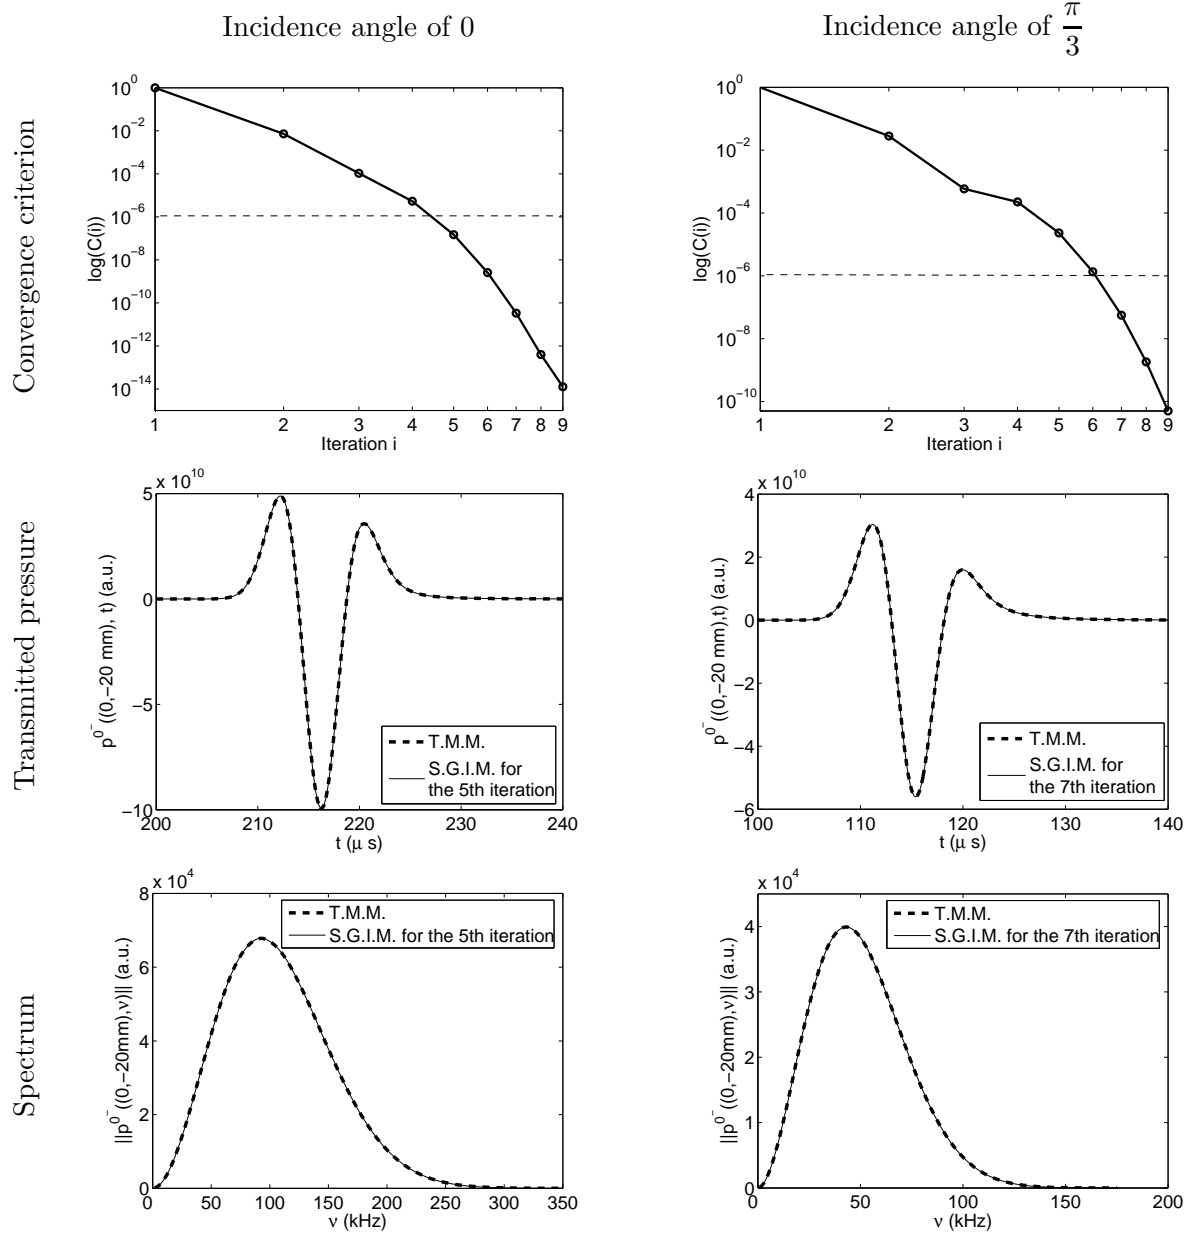 Incidence angle of 0
Incidence angle of π/3
Convergence criterion
log(C(i))
10^0
10^−2
10^−4
10^−6
10^−8
10^−10
10^−12
10^−14
1 2 3 4 5 6 7 8 9
Iteration i
log(C(i))
10^0
10^−2
10^−4
10^−6
10^−8
10^−10
1 2 3 4 5 6 7 8 9
Iteration i
Transmitted pressure
p^0^− ((0,−20 mm), t) (a.u.)
x 10^10
5
0
−5
−10
T.M.M.
S.G.I.M. for
the 5th iteration
200 210 220 230 240
t (μ s)
p^0^− ((0,−20 mm),t) (a.u.)
x 10^10
4
2
0
−2
−4
−6
T.M.M.
S.G.I.M. for
the 7th iteration
100 110 120 130 140
t (μ s)
Spectrum
||p^0^− ((0,−20mm),ν)|| (a.u.)
x 10^4
8
6
4
2
0
T.M.M.
S.G.I.M. for the 5th iteration
0 50 100 150 200 250 300 350
ν (kHz)
||p^0^− ((0,−20mm),ν)|| (a.u.)
x 10^4
4
3
2
1
0
T.M.M.
S.G.I.M. for the 7th iteration
0 50 100 150 200
ν (kHz)